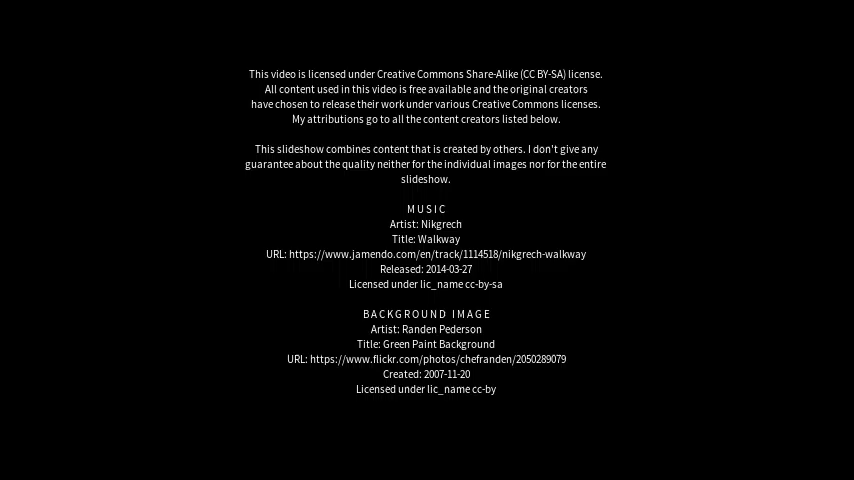 This video is licensed under Creative Commons Share-Alike (CC BY-SA) license.
All content used in this video is free available and the original creators
have chosen to release their work under various Creative Commons licenses.
My attributions go to all the content creators listed below.
This slideshow combines content that is created by others. I don't give any
guarantee about the quality neither for the individual images nor for the entire
slideshow.
MUSIC
Artist: Nikgrech
Title: Walkway
URL: https://www.jamendo.com/en/track/1114518/nikgrech-walkway
Released: 2014-03-27
Licensed under lic_name cc-by-sa
BACKGROUND IMAGE
Artist: Randen Pederson
Title: Green Paint Background
URL: https://www.flickr.com/photos/chefranden/2050289079
Created: 2007-11-20
Licensed under lic_name cc-by